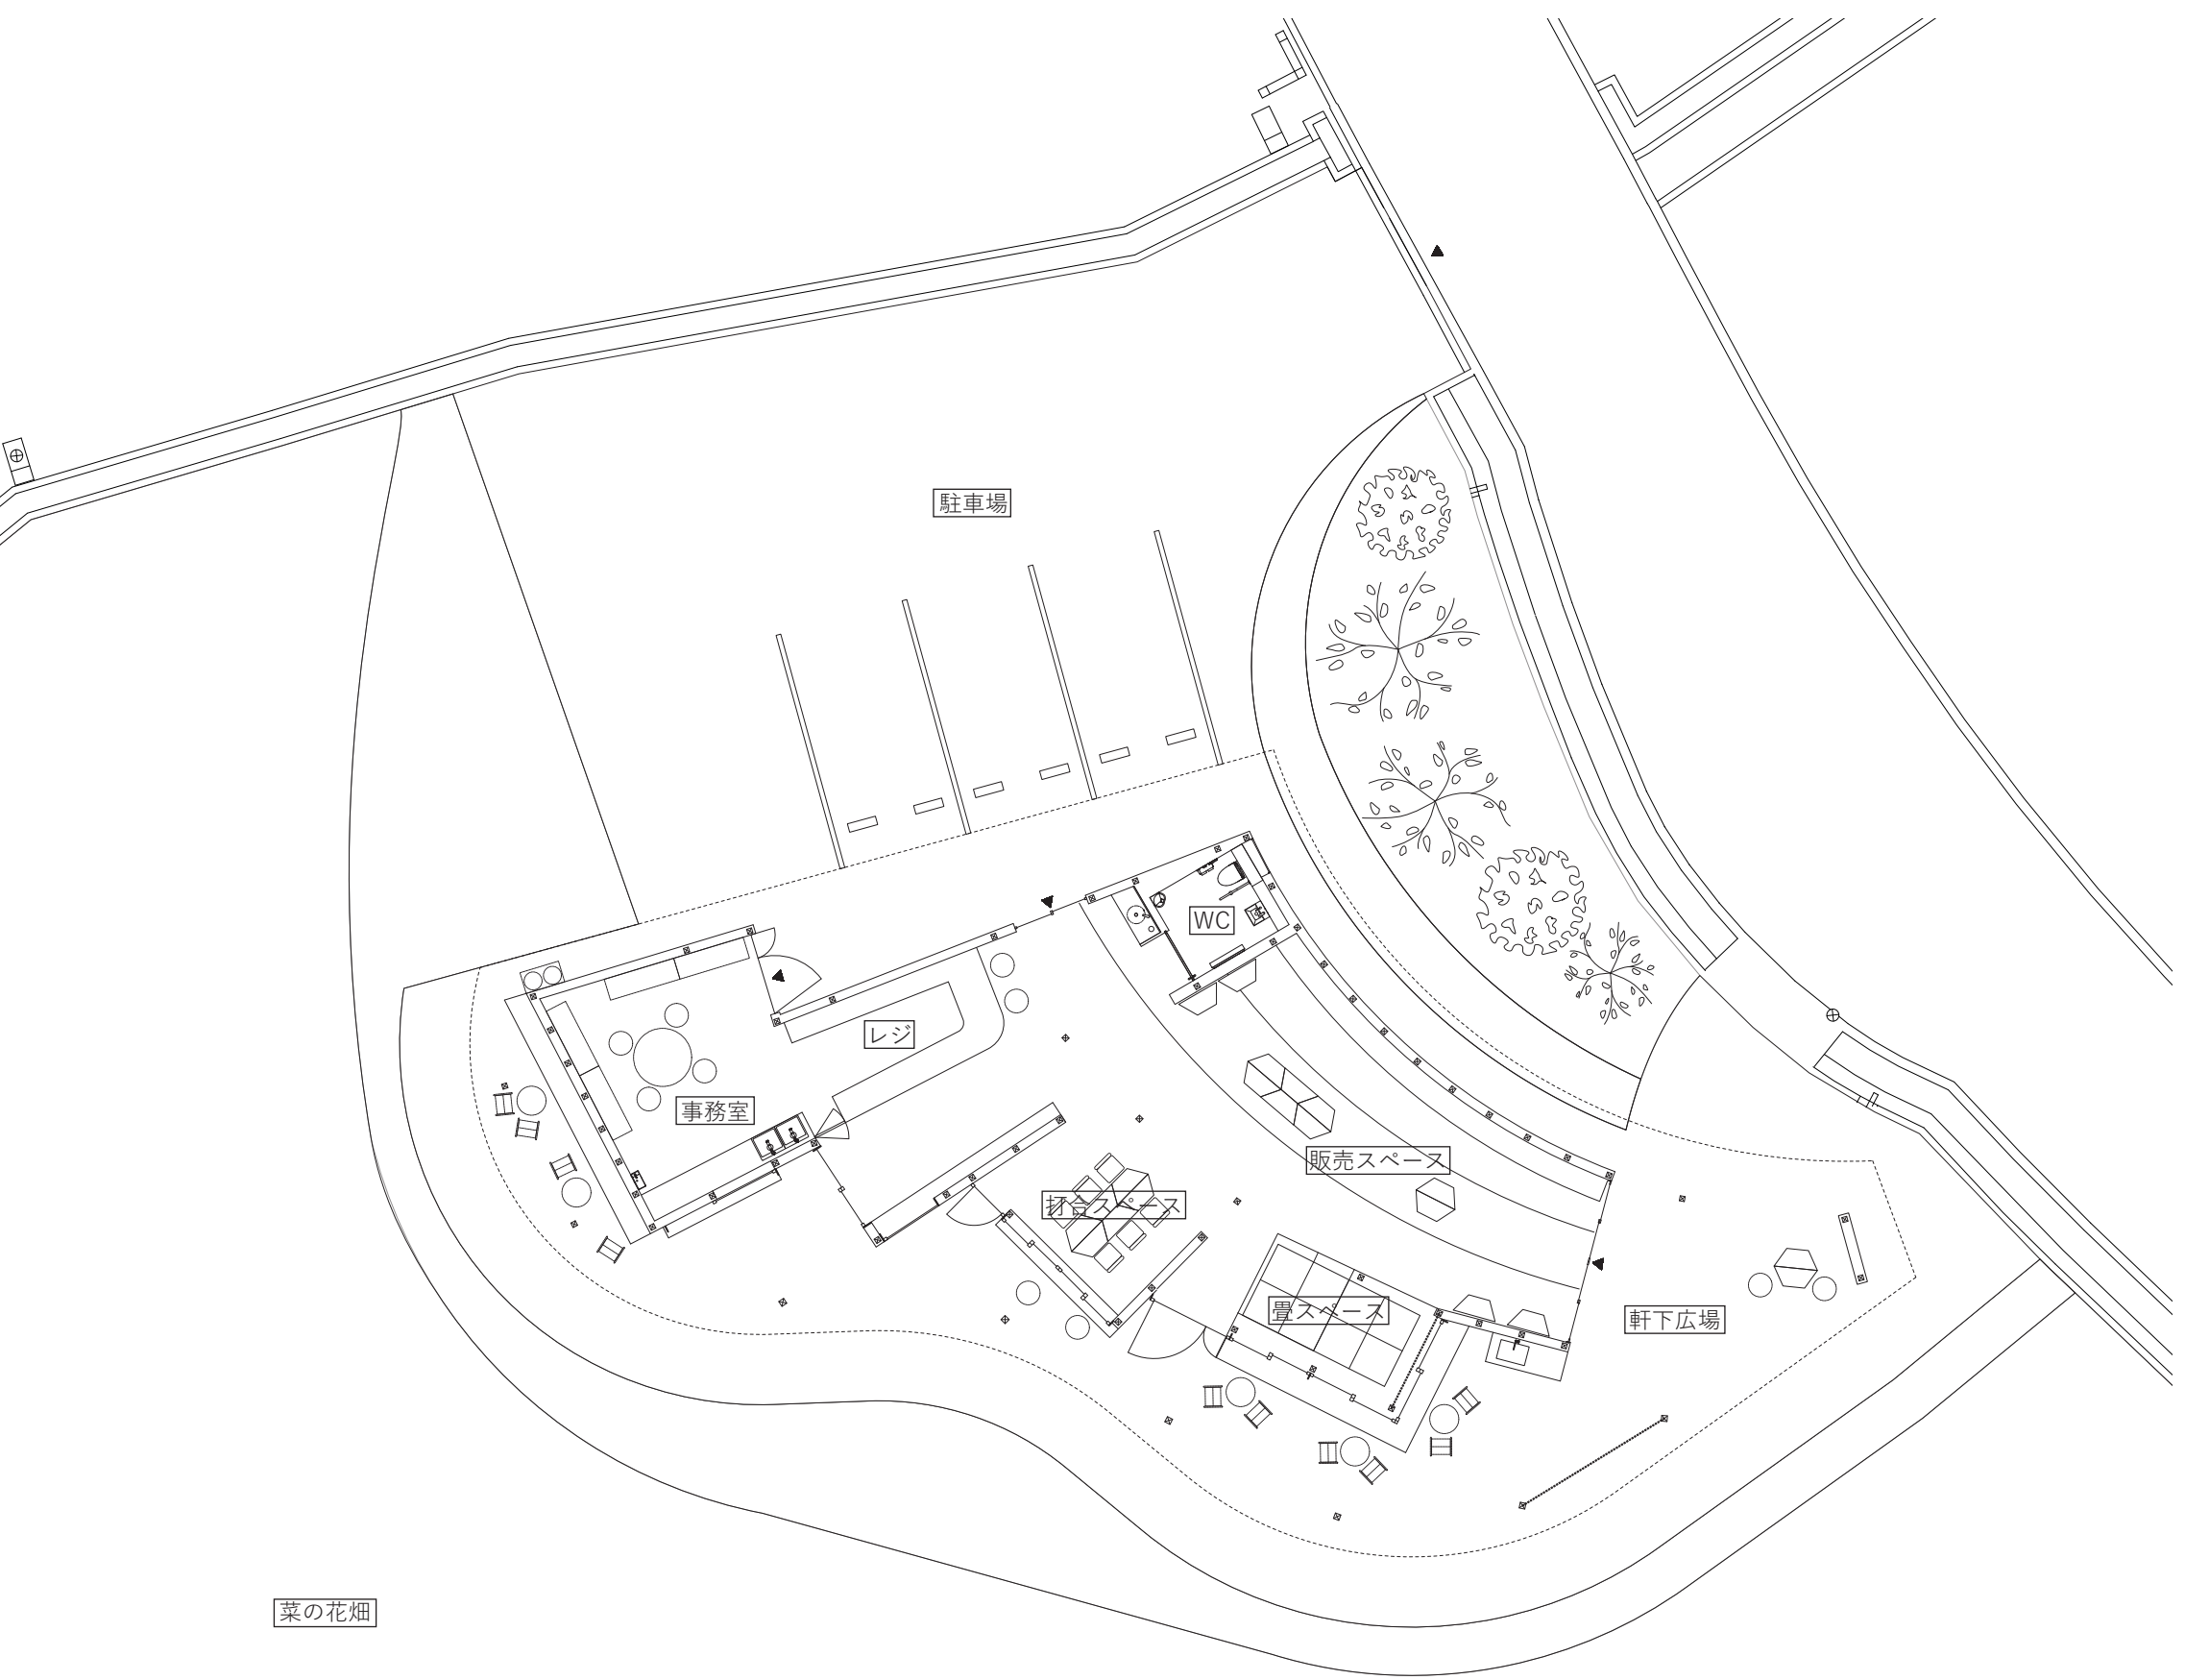 駐車場
WC
レジ
事務室
販売スペース
打合スペース
畳スペース
軒下広場
菜の花畑